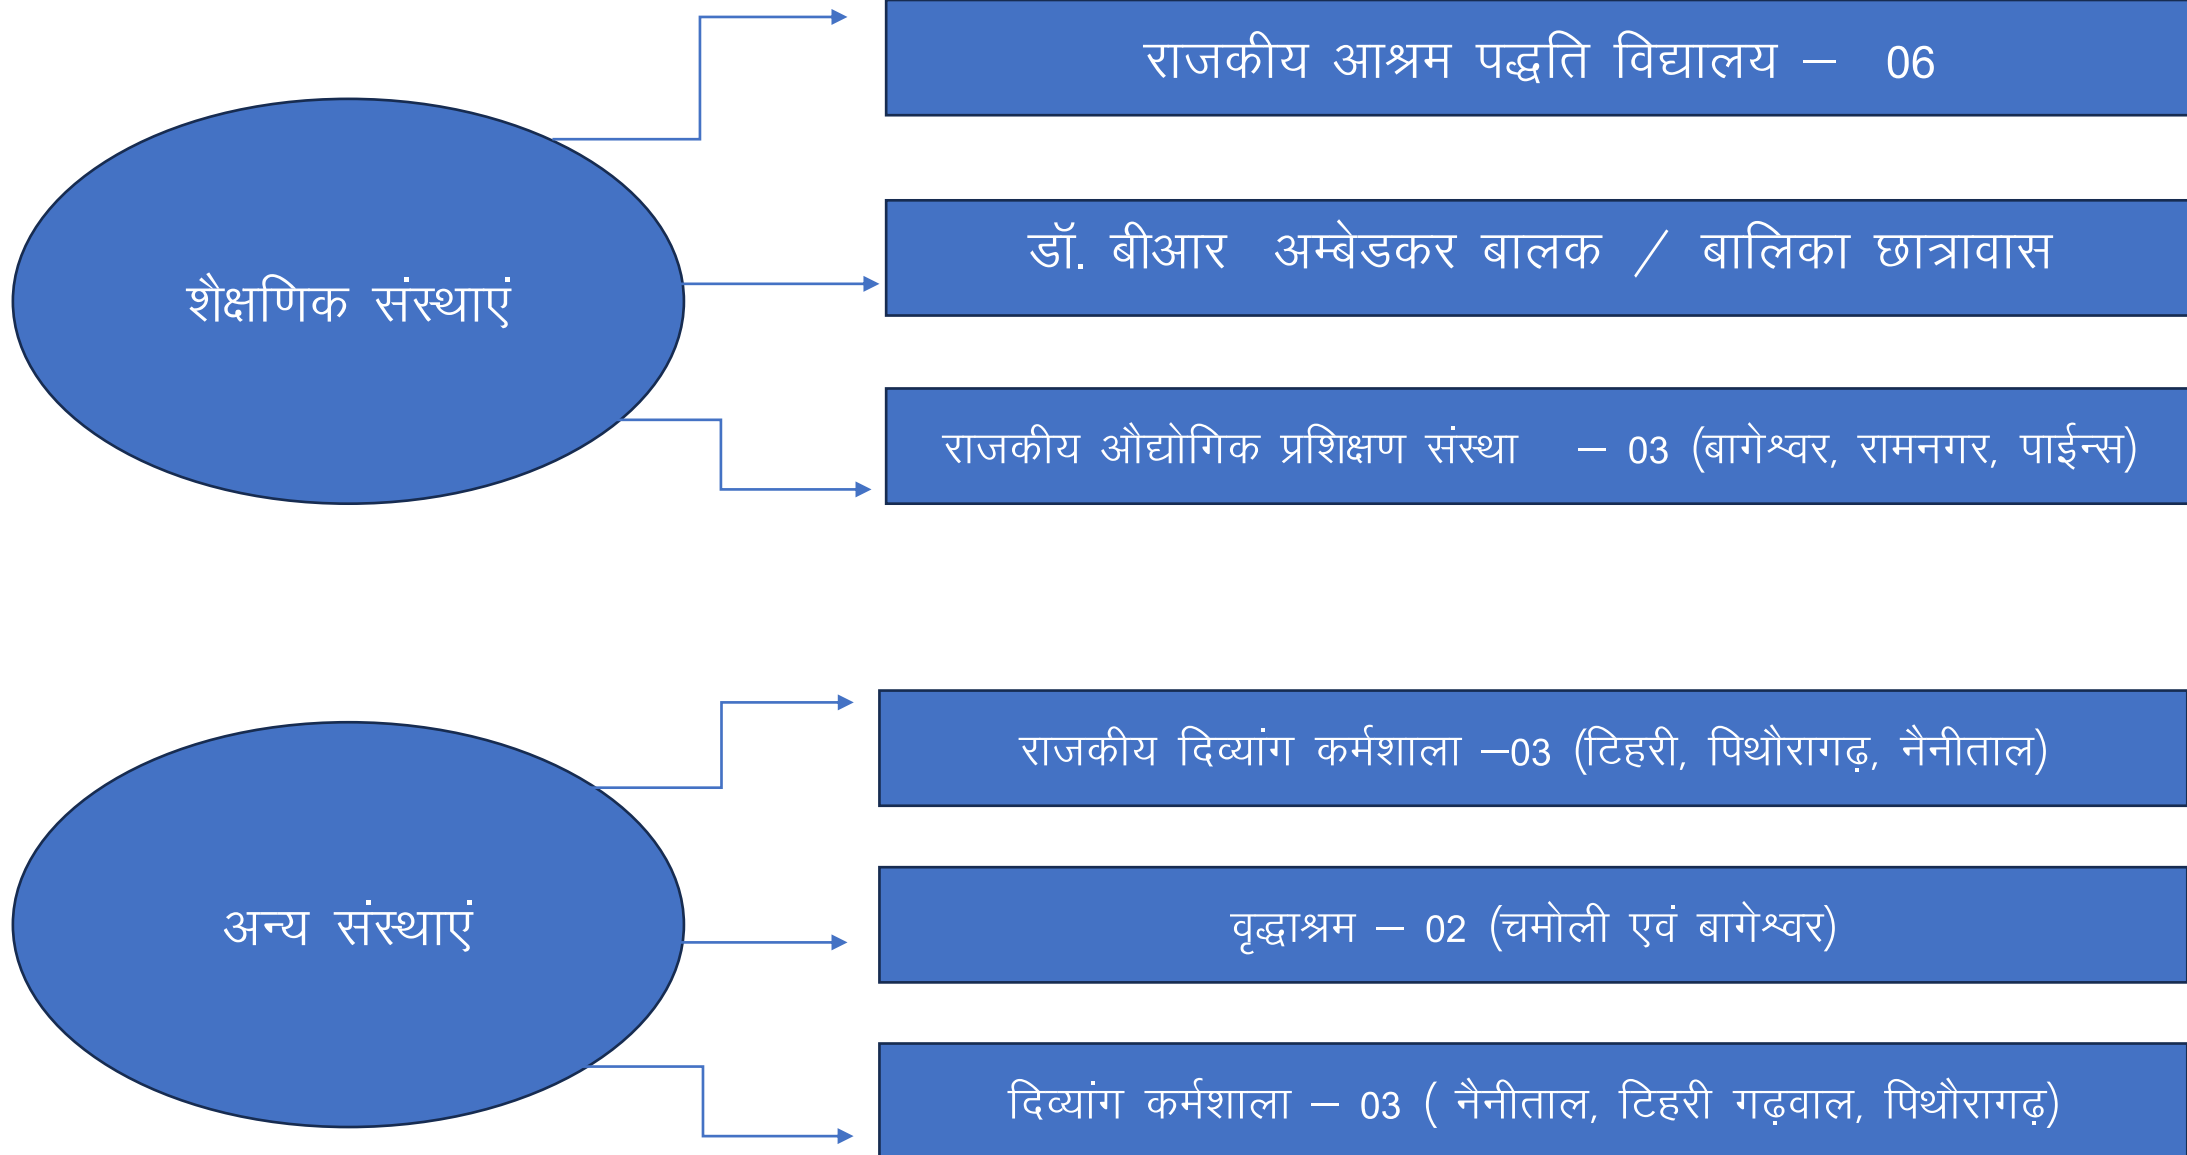 शैक्षणिक संस्थाएं
राजकीय आश्रम पद्धति विद्यालय – 06
डॉ. बीआर अम्बेडकर बालक / बालिका छात्रावास
राजकीय औद्योगिक प्रशिक्षण संस्था – 03 (बागेश्वर, रामनगर, पाईन्स)
अन्य संस्थाएं
राजकीय दिव्यांग कर्मशाला –03 (टिहरी, पिथौरागढ़, नैनीताल)
वृद्धाश्रम – 02 (चमोली एवं बागेश्वर)
दिव्यांग कर्मशाला – 03 ( नैनीताल, टिहरी गढ़वाल, पिथौरागढ़)